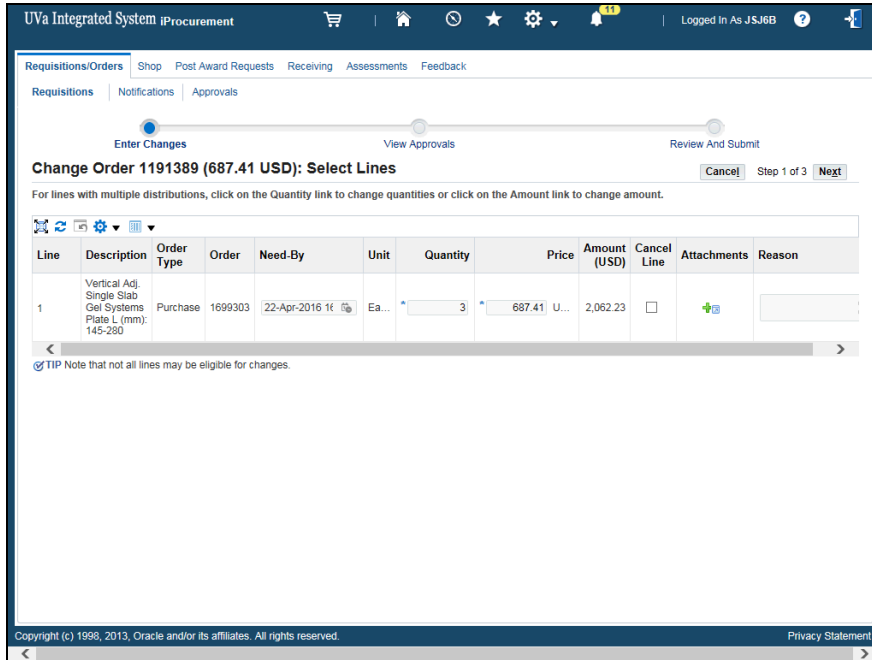 UVa Integrated System iProcurement
11
Logged In As JSJ6B
?
Requisitions/Orders Shop Post Award Requests Receiving Assessments Feedback
Requisitions Notifications Approvals
Enter Changes View Approvals Review And Submit
Change Order 1191389 (687.41 USD): Select Lines
Cancel Step 1 of 3 Next
For lines with multiple distributions, click on the Quantity link to change quantities or click on the Amount link to change amount.
Line Description Order Type Order Need-By Unit Quantity Price Amount (USD) Cancel Line Attachments Reason
1 Vertical Adj. Single Slab Gel Systems Plate L (mm): 145-280 Purchase 1699303 22-Apr-2016 16 Ea... * 3 * 687.41 U... 2,062.23
TIP Note that not all lines may be eligible for changes.
Copyright (c) 1998, 2013, Oracle and/or its affiliates. All rights reserved.
Privacy Statement